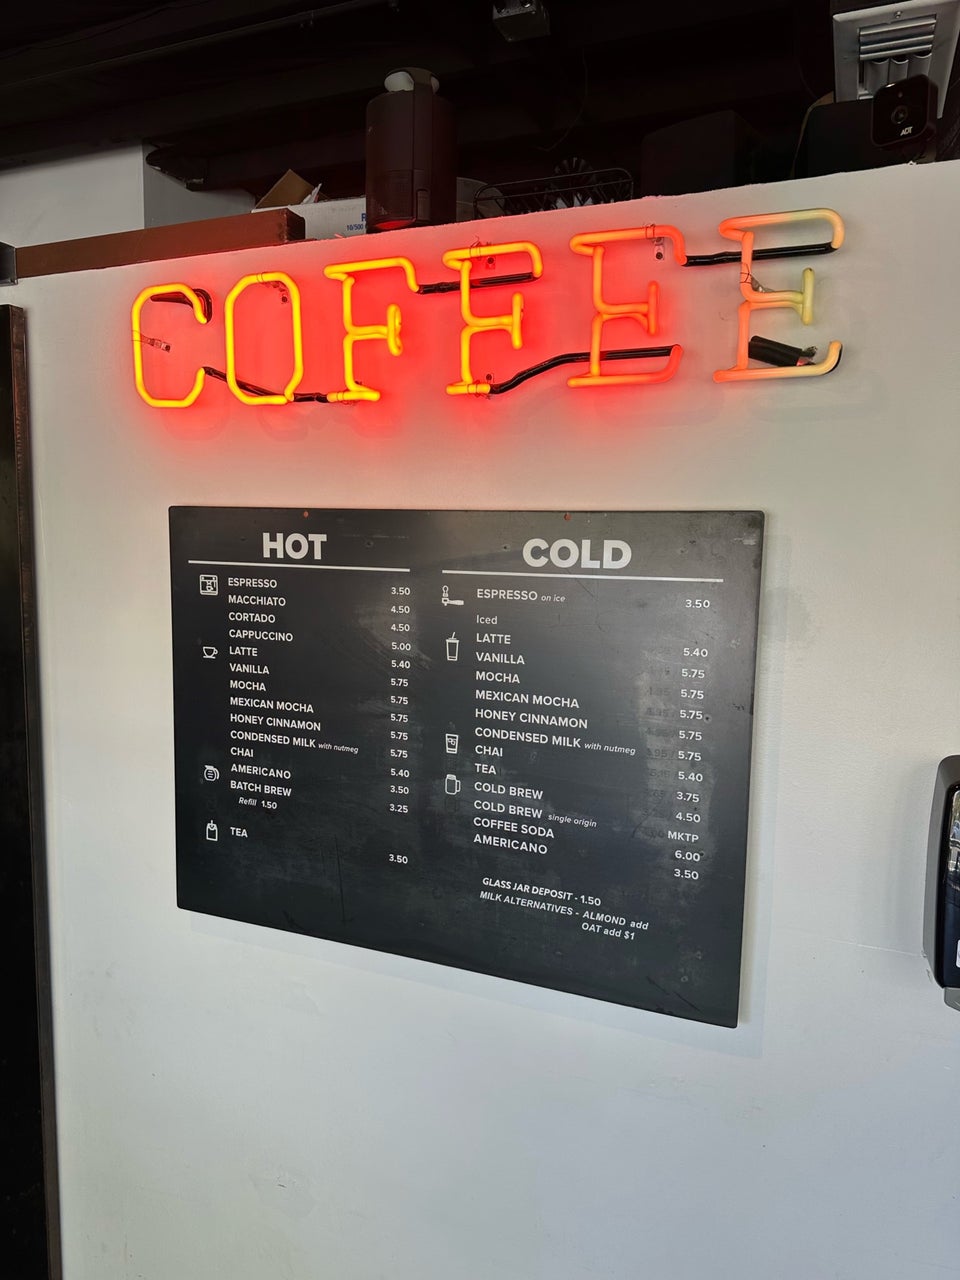 COFFEE
HOT
ESPRESSO 3.50
MACCHIATO 4.50
CORTADO 4.50
CAPPUCCINO 5.00
LATTE 5.40
VANILLA 5.75
MOCHA 5.75
MEXICAN MOCHA 5.75
HONEY CINNAMON 5.75
CONDENSED MILK with nutmeg 5.75
CHAI 5.40
AMERICANO 3.50
BATCH BREW 3.25
Refill 1.50
TEA 3.50
COLD
ESPRESSO on ice 3.50
Iced
LATTE 5.40
VANILLA 5.75
MOCHA 5.75
MEXICAN MOCHA 5.75
HONEY CINNAMON 5.75
CONDENSED MILK with nutmeg 5.75
CHAI 5.40
TEA 3.75
COLD BREW 4.50
COLD BREW single origin MKTP
COFFEE SODA 6.00
AMERICANO 3.50
GLASS JAR DEPOSIT - 1.50
MILK ALTERNATIVES - ALMOND add
OAT add $1
ADT